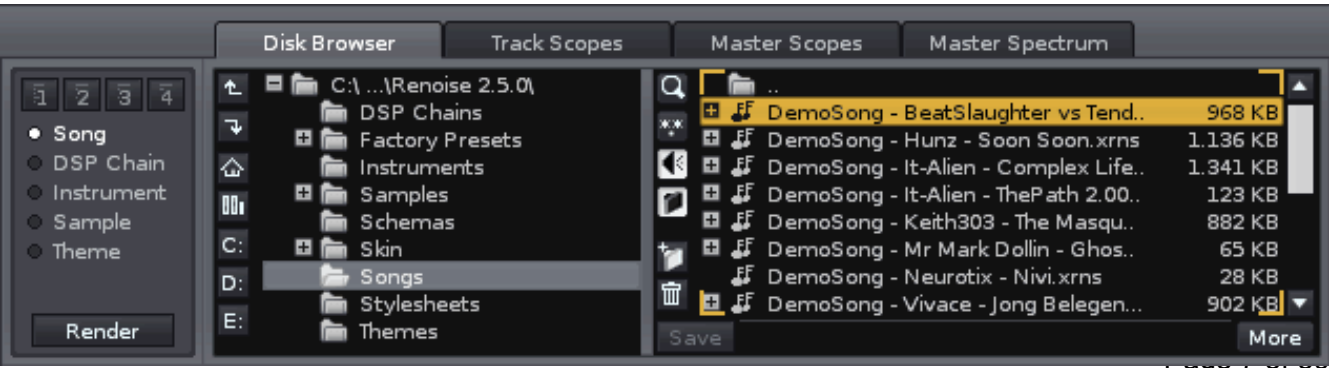 Disk Browser
Track Scopes
Master Scopes
Master Spectrum
1 2 3 4
Song
DSP Chain
Instrument
Sample
Theme
Render
C:
D:
E:
C:\ ...\Renoise 2.5.0\
DSP Chains
Factory Presets
Instruments
Samples
Schemas
Skin
Songs
Stylesheets
Themes
..
DemoSong - BeatSlaughter vs Tend.. 968 KB
DemoSong - Hunz - Soon Soon.xrns 1.136 KB
DemoSong - It-Alien - Complex Life.. 1.341 KB
DemoSong - It-Alien - ThePath 2.00.. 123 KB
DemoSong - Keith303 - The Masqu.. 882 KB
DemoSong - Mr Mark Dollin - Ghos.. 65 KB
DemoSong - Neurotix - Nivi.xrns 28 KB
DemoSong - Vivace - Jong Belegen... 902 KB
Save
More